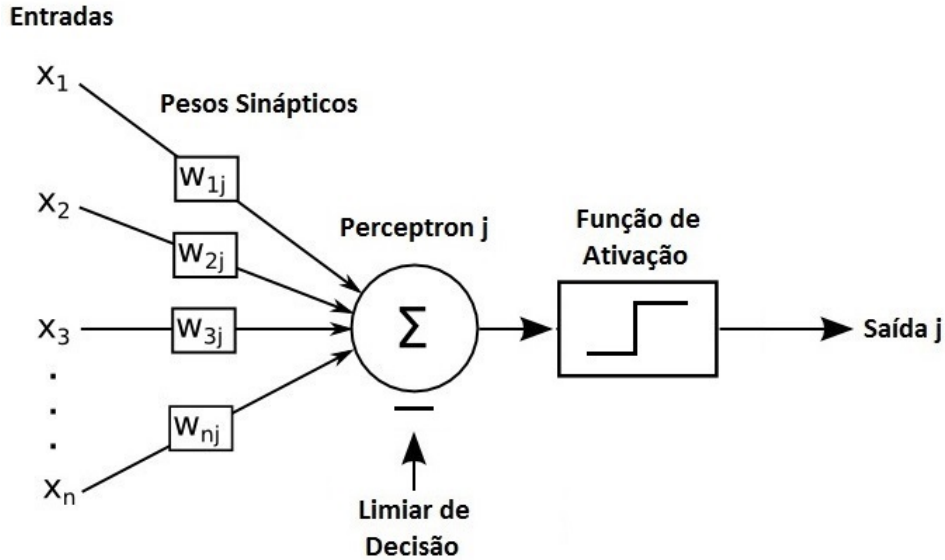 Entradas
x1
Pesos Sinápticos
w1j
x2
w2j
Perceptron j
Função de
Ativação
x3
w3j
Σ
Saída j
.
.
.
wnj
xn
Limiar de
Decisão